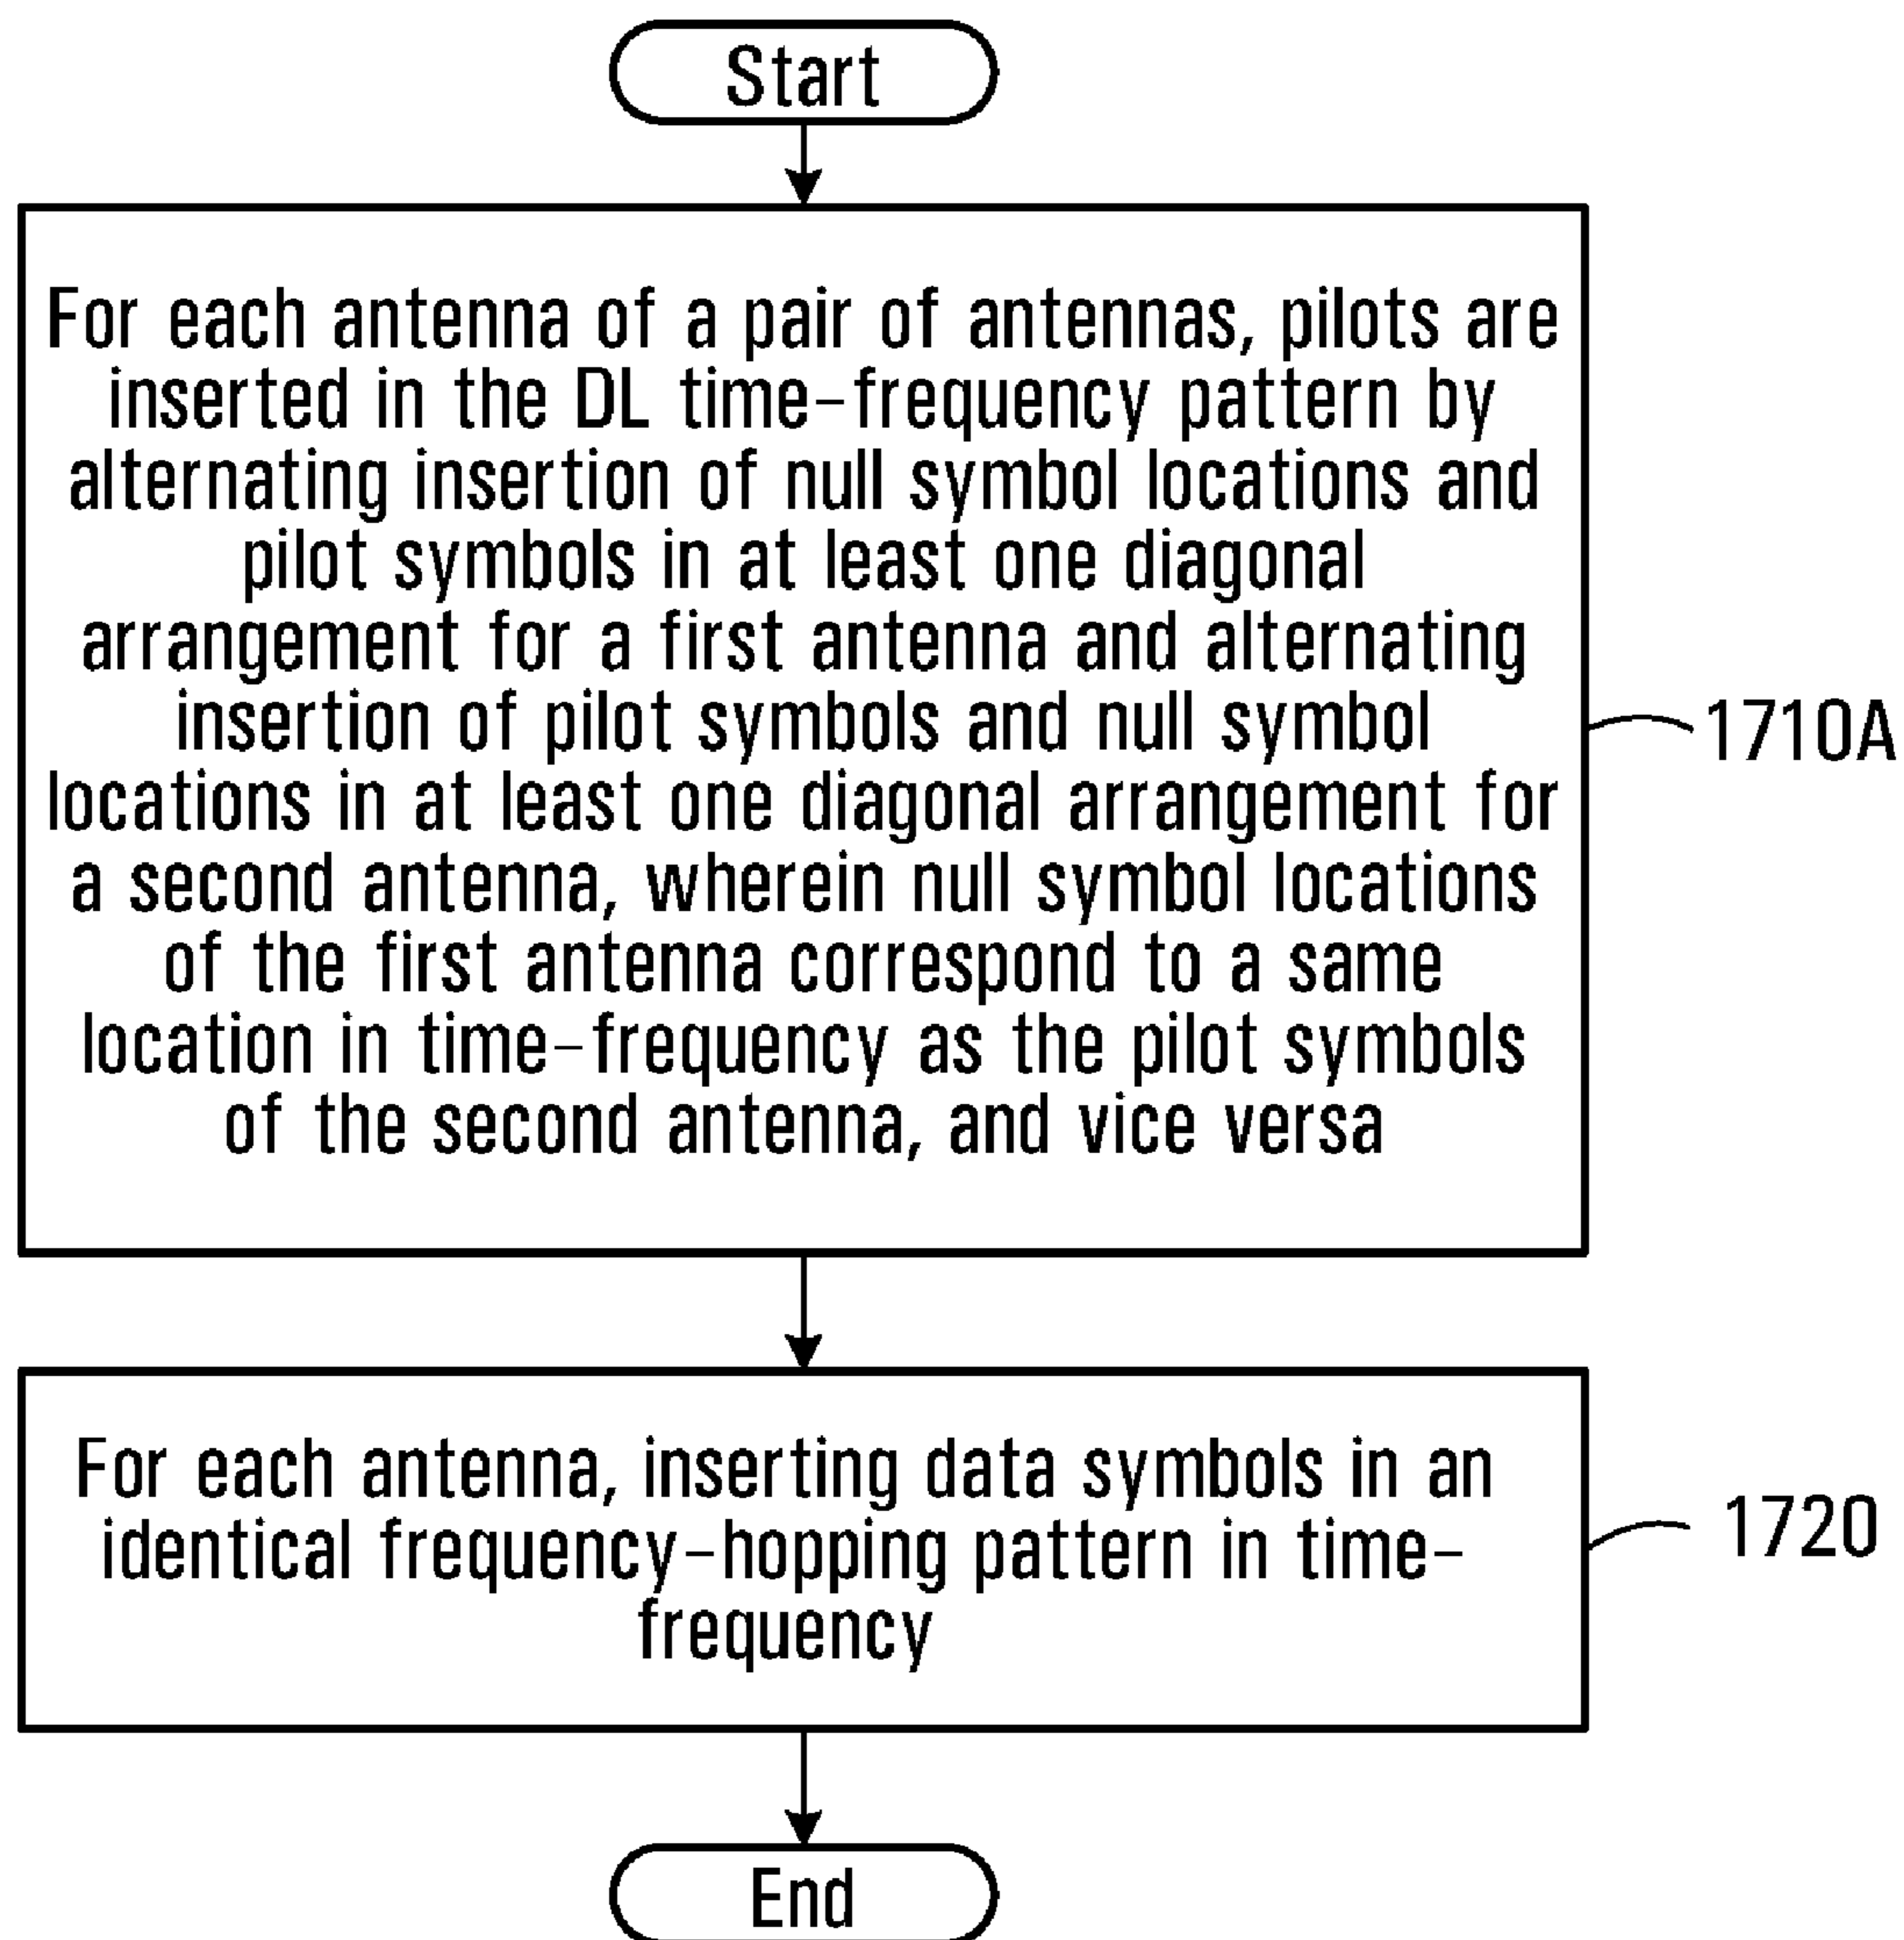 Start
For each antenna of a pair of antennas, pilots are
inserted in the DL time-frequency pattern by
alternating insertion of null symbol locations and
pilot symbols in at least one diagonal
arrangement for a first antenna and alternating
insertion of pilot symbols and null symbol
locations in at least one diagonal arrangement for
a second antenna, wherein null symbol locations
of the first antenna correspond to a same
location in time-frequency as the pilot symbols
of the second antenna, and vice versa
1710A
For each antenna, inserting data symbols in an
identical frequency-hopping pattern in time-
frequency
1720
End